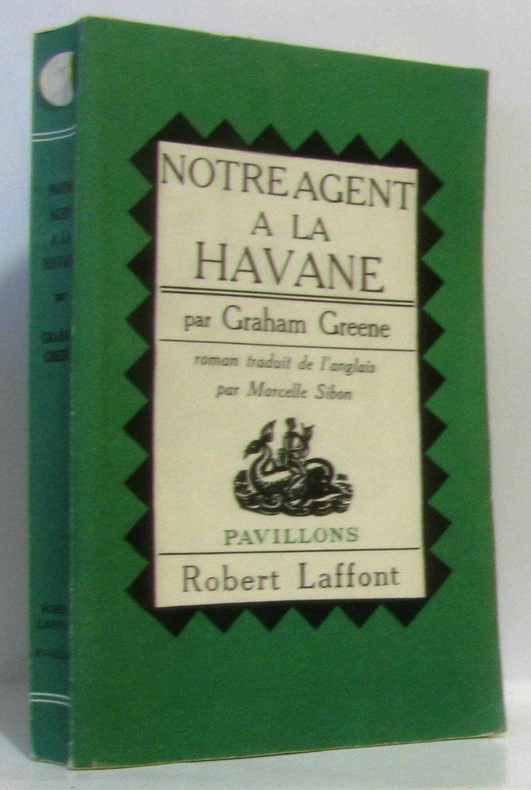 NOTRE AGENT
A LA
HAVANE
par Graham Greene
roman traduit de l'anglais
par Marcelle Sibon
PAVILLONS
Robert Laffont